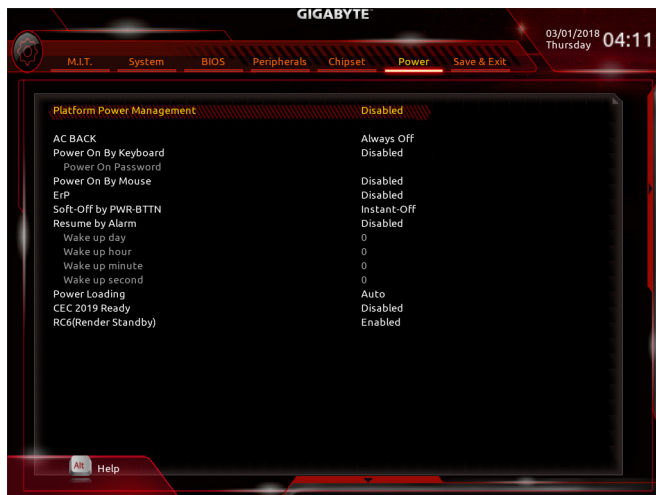 GIGABYTE™
03/01/2018
Thursday 04:11
M.I.T. System BIOS Peripherals Chipset Power Save & Exit
Platform Power Management Disabled
AC BACK Always Off
Power On By Keyboard Disabled
Power On Password
Power On By Mouse Disabled
ErP Disabled
Soft-Off by PWR-BTTN Instant-Off
Resume by Alarm Disabled
Wake up day 0
Wake up hour 0
Wake up minute 0
Wake up second 0
Power Loading Auto
CEC 2019 Ready Disabled
RC6(Render Standby) Enabled
Alt Help